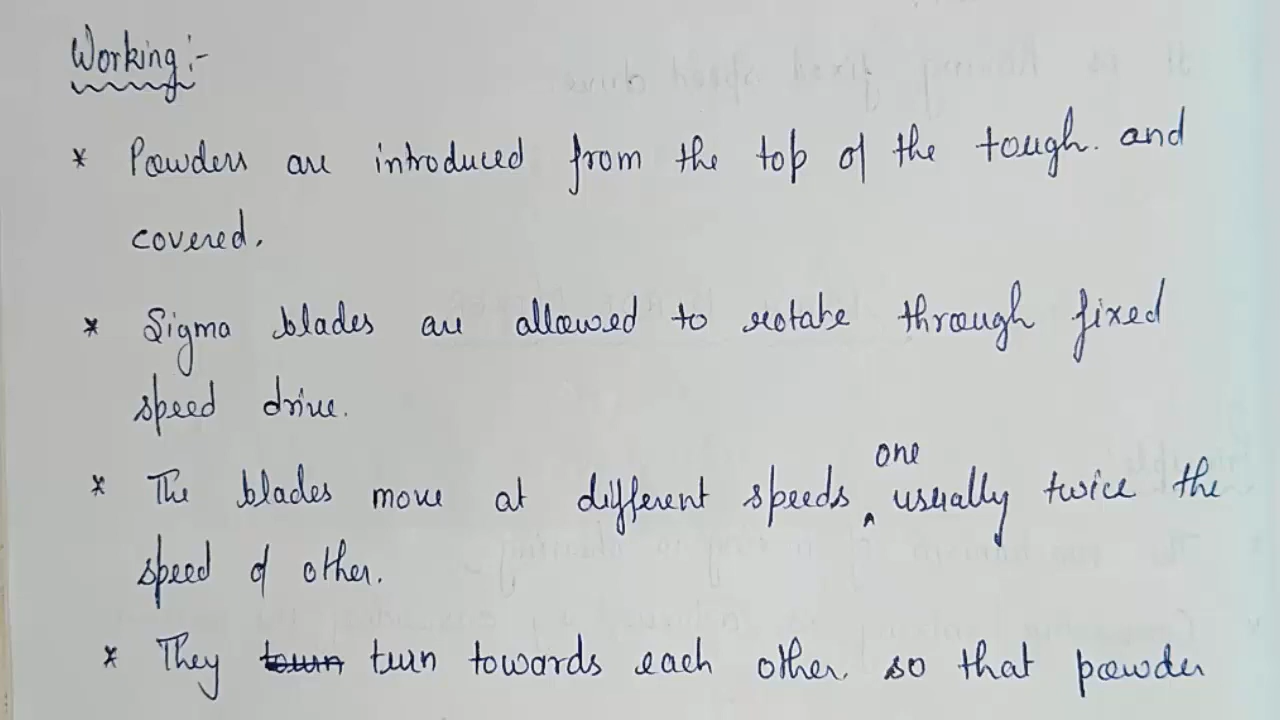 Working :-
* Powders are introduced from the top of the tough. and
covered.
* Sigma blades are allowed to rotate through fixed
speed drive.
* The blades move at different speeds, one usually twice the
speed of other.
* They turn towards each other. so that powder